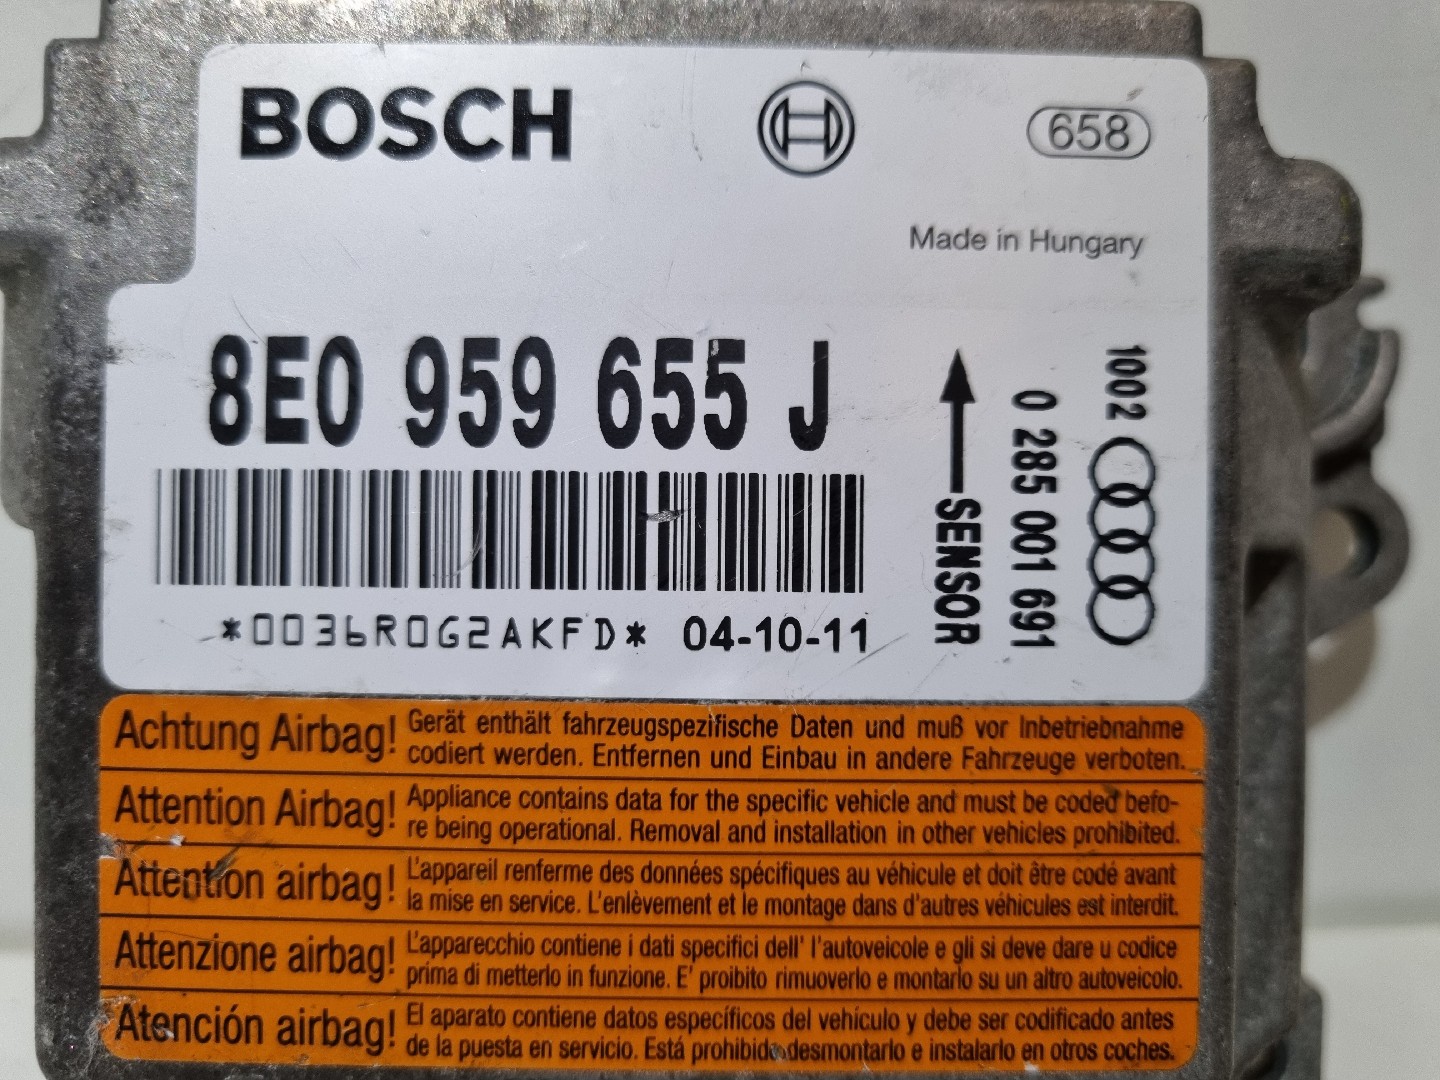 BOSCH
658
Made in Hungary
8E0 959 655 J
*0036R0G2AKFD* 04-10-11
SENSOR
0 285 001 691
1002
Achtung Airbag! Gerät enthält fahrzeugspezifische Daten und muß vor Inbetriebnahme
codiert werden. Entfernen und Einbau in andere Fahrzeuge verboten.
Attention Airbag! Appliance contains data for the specific vehicle and must be coded befo-
re being operational. Removal and installation in other vehicles prohibited.
Attention airbag! L'appareil renferme des données spécifiques au véhicule et doit être codé avant
la mise en service. L'enlèvement et le montage dans d'autres véhicules est interdit.
Attenzione airbag! L'apparecchio contiene i dati specifici dell' l'autoveicole e gli si deve dare u codice
prima di metterlo in funzione. E' proibito rimuoverlo e montarlo su un altro autoveicolo.
Atención airbag! El aparato contiene datos específicos del vehículo y debe ser codificado antes
de la puesta en servicio. Está prohibido desmontarlo e instalarlo en otros coches.